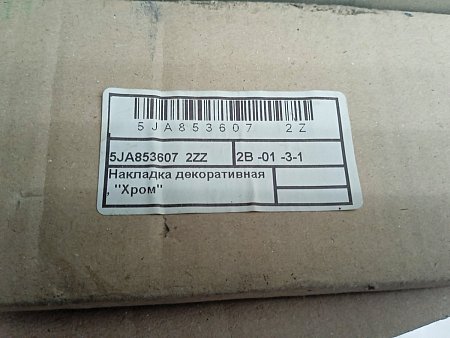 5JA853607 2Z
5JA853607 2ZZ 2B -01 -3-1
Накладка декоративная
, "Хром"